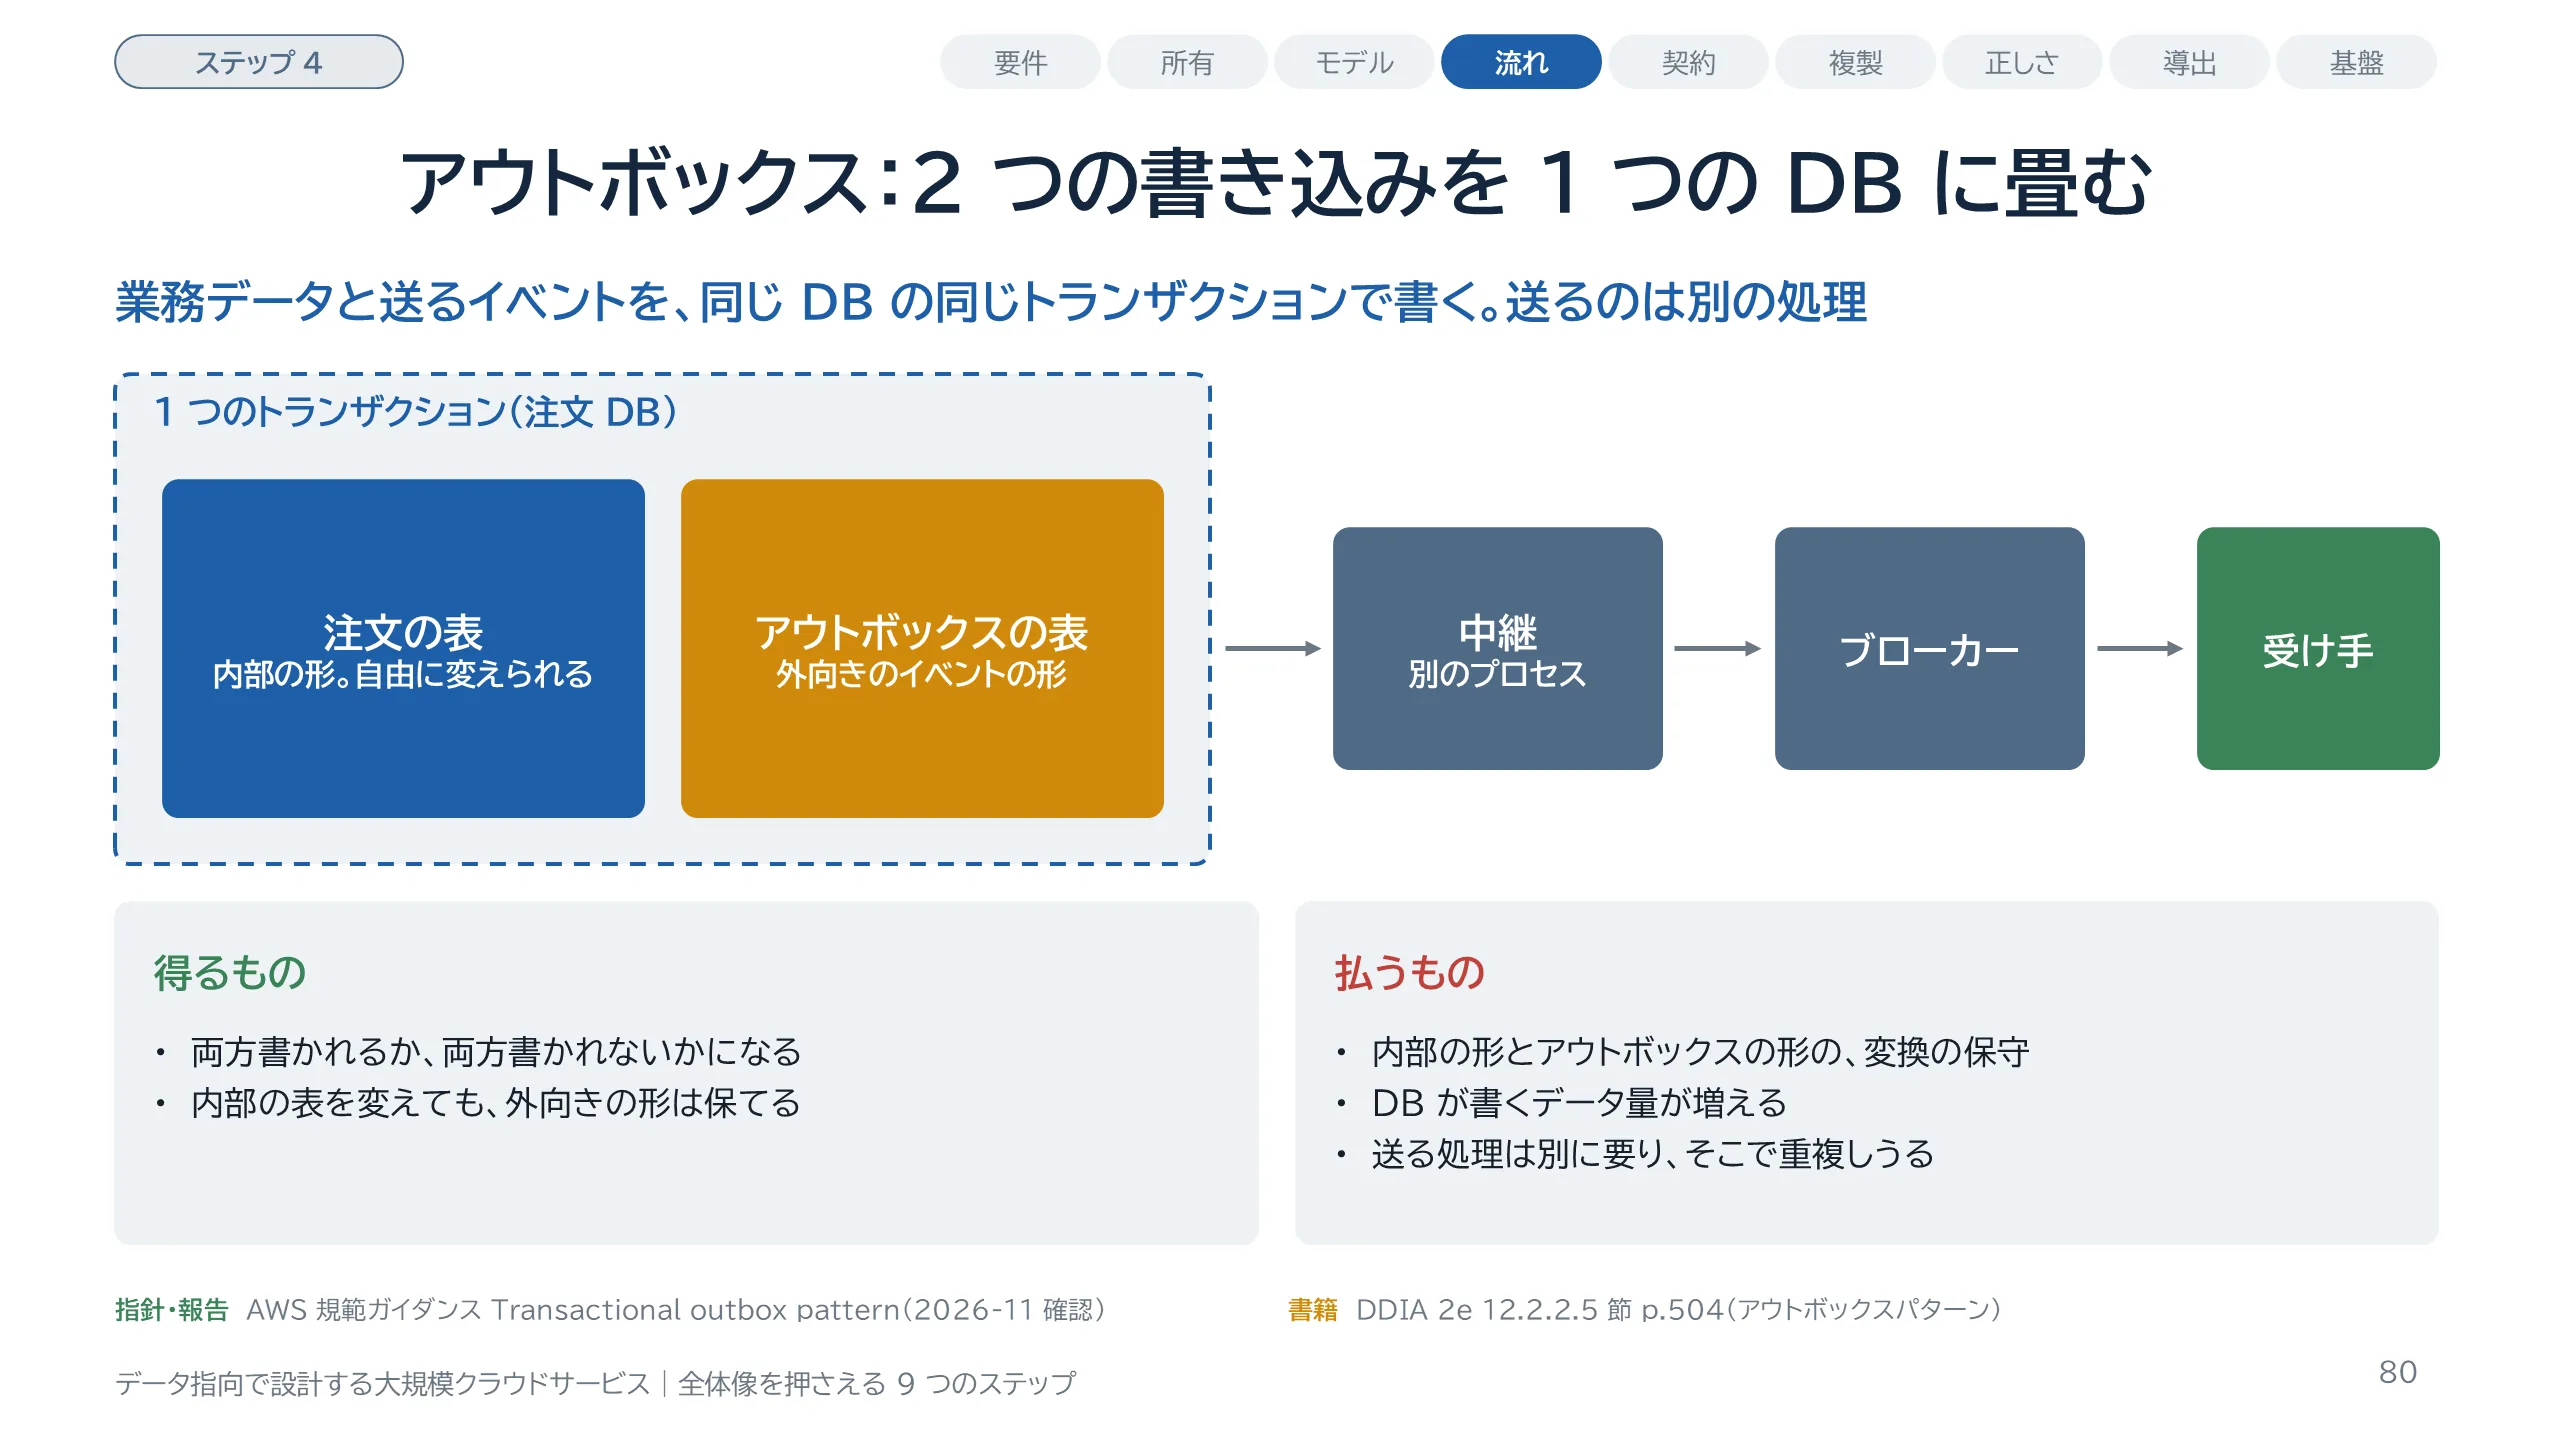 ステップ 4
要件
所有
モデル
流れ
契約
複製
正しさ
導出
基盤
アウトボックス：2 つの書き込みを 1 つの DB に畳む
業務データと送るイベントを、同じ DB の同じトランザクションで書く。送るのは別の処理
1 つのトランザクション（注文 DB）
注文の表
内部の形。自由に変えられる
アウトボックスの表
外向きのイベントの形
中継
別のプロセス
ブローカー
受け手
得るもの
• 両方書かれるか、両方書かれないかになる
• 内部の表を変えても、外向きの形は保てる
払うもの
• 内部の形とアウトボックスの形の、変換の保守
• DB が書くデータ量が増える
• 送る処理は別に要り、そこで重複しうる
指針・報告 AWS 規範ガイダンス Transactional outbox pattern（2026-11 確認）
書籍 DDIA 2e 12.2.2.5 節 p.504（アウトボックスパターン）
データ指向で設計する大規模クラウドサービス｜全体像を押さえる 9 つのステップ
80